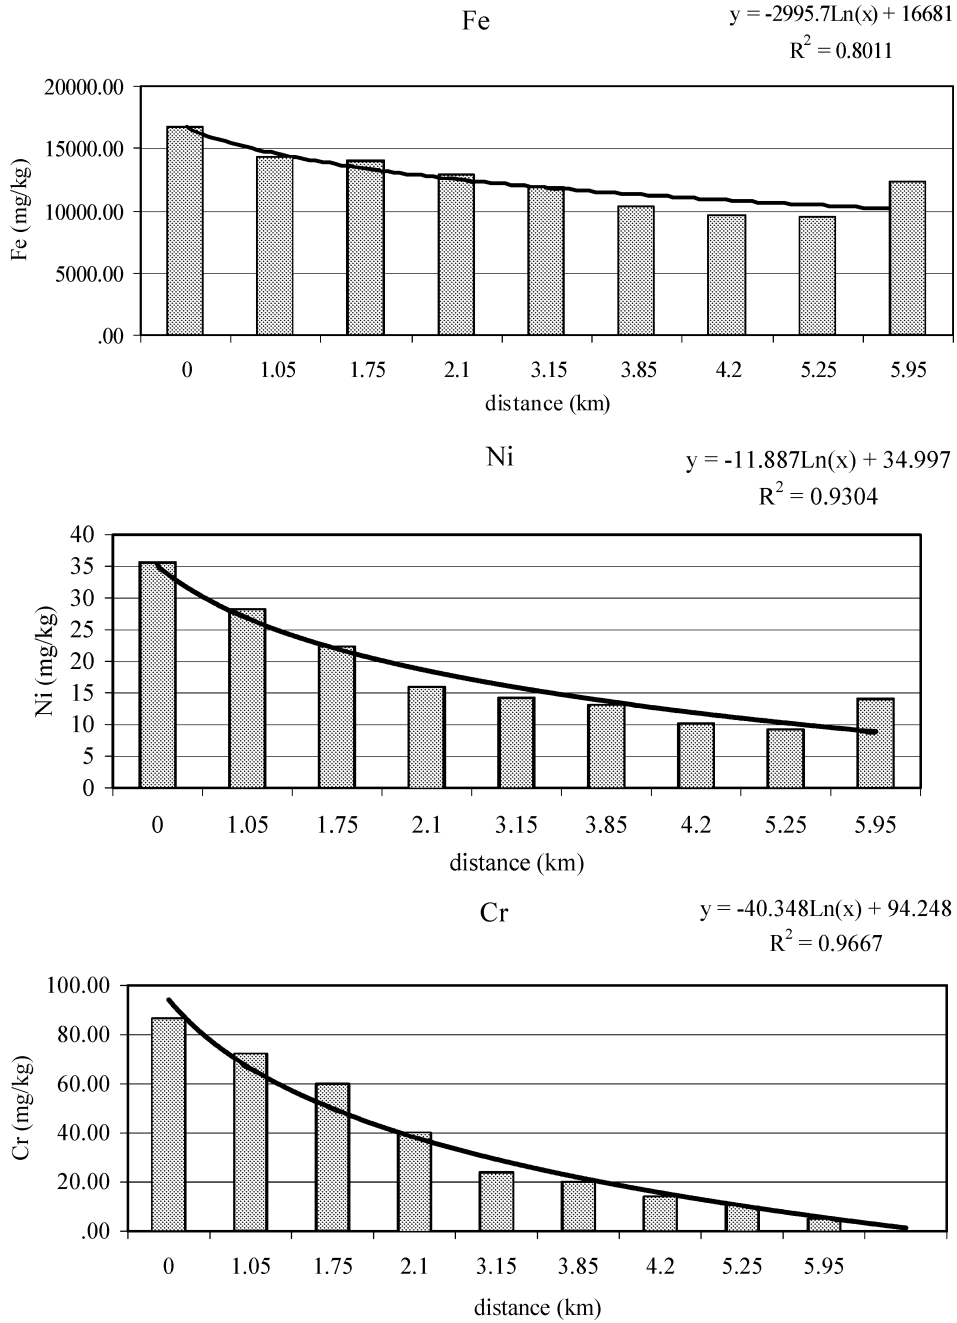 Fe
y = -2995.7Ln(x) + 16681
R2 = 0.8011
20000.00
15000.00
10000.00
5000.00
.00
Fe (mg/kg)
0 1.05 1.75 2.1 3.15 3.85 4.2 5.25 5.95
distance (km)
Ni
y = -11.887Ln(x) + 34.997
R2 = 0.9304
40
35
30
25
20
15
10
5
0
Ni (mg/kg)
0 1.05 1.75 2.1 3.15 3.85 4.2 5.25 5.95
distance (km)
Cr
y = -40.348Ln(x) + 94.248
R2 = 0.9667
100.00
80.00
60.00
40.00
20.00
.00
Cr (mg/kg)
0 1.05 1.75 2.1 3.15 3.85 4.2 5.25 5.95
distance (km)